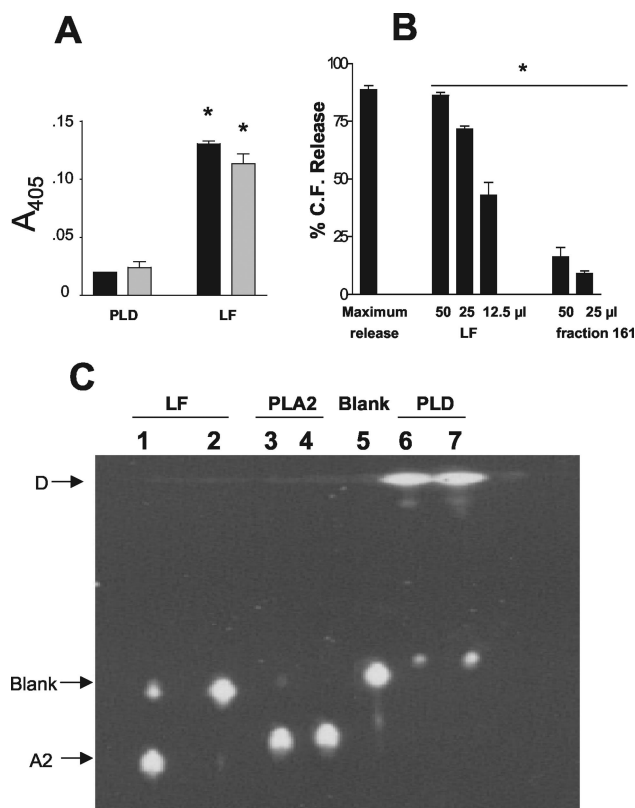 A
A405
.15
.10
.05
0
*
*
PLD
LF
B
% C.F. Release
100
75
50
25
0
*
Maximum
release
50 25 12.5 µl
LF
50 25 µl
fraction 161
C
LF PLA2 Blank PLD
1 2 3 4 5 6 7
D
Blank
A2